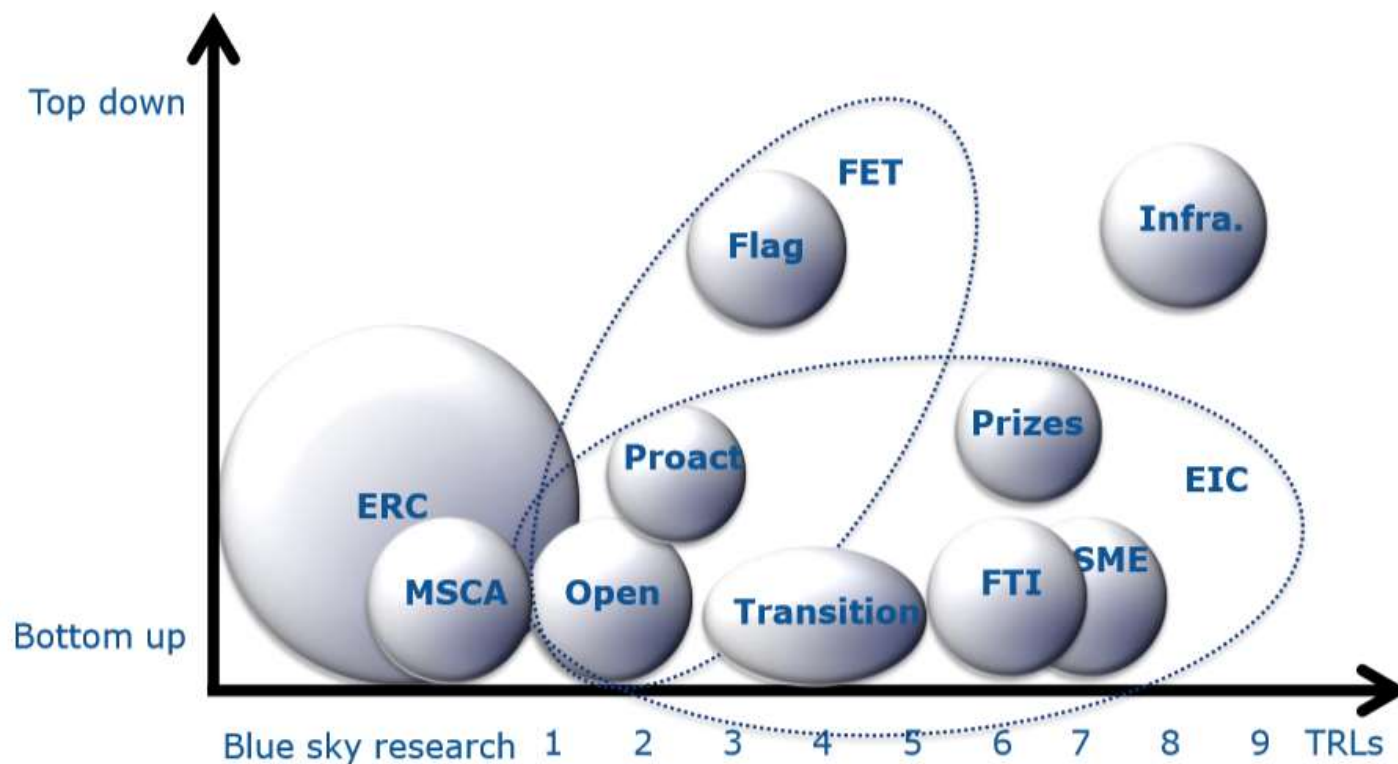 Top down
FET
Flag
Infra.
Prizes
Proact
EIC
ERC
SME
MSCA
Open
FTI
Transition
Bottom up
Blue sky research 1 2 3 4 5 6 7 8 9 TRLs